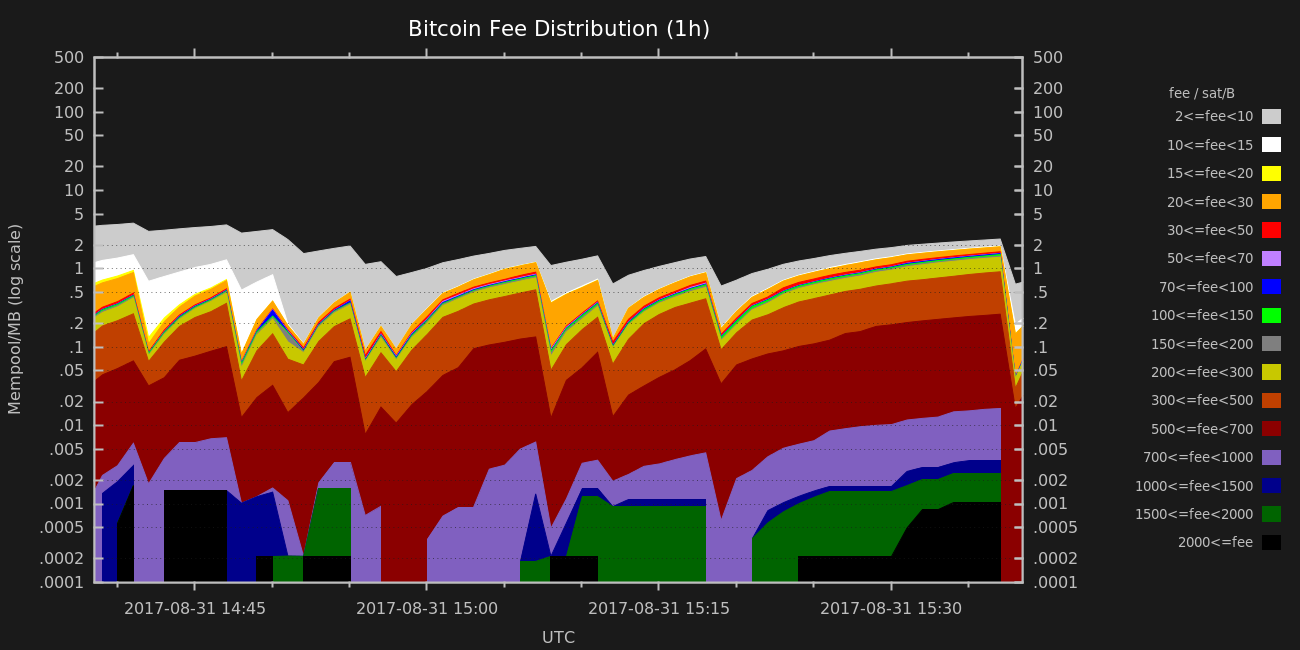 Bitcoin Fee Distribution (1h)
500 500
200 200
100 100
50 50
20 20
10 10
5 5
2 2
1 1
.5 .5
.2 .2
.1 .1
.05 .05
.02 .02
.01 .01
.005 .005
.002 .002
.001 .001
.0005 .0005
.0002 .0002
.0001 .0001
Mempool/MB (log scale)
2017-08-31 14:45 2017-08-31 15:00 2017-08-31 15:15 2017-08-31 15:30
UTC
fee / sat/B
2<=fee<10
10<=fee<15
15<=fee<20
20<=fee<30
30<=fee<50
50<=fee<70
70<=fee<100
100<=fee<150
150<=fee<200
200<=fee<300
300<=fee<500
500<=fee<700
700<=fee<1000
1000<=fee<1500
1500<=fee<2000
2000<=fee